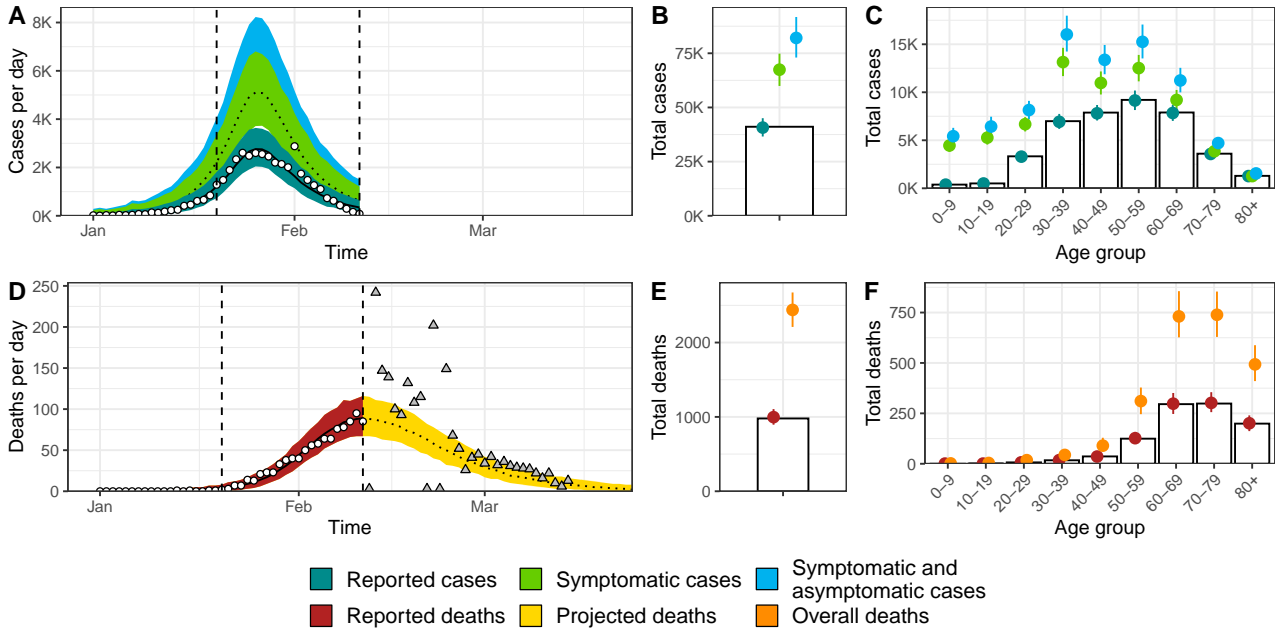 A
Cases per day
8K
6K
4K
2K
0K
Jan
Feb
Mar
Time
B
Total cases
75K
50K
25K
0K
C
Total cases
15K
10K
5K
0K
0−9
10−19
20−29
30−39
40−49
50−59
60−69
70−79
80+
Age group
D
Deaths per day
250
200
150
100
50
0
Jan
Feb
Mar
Time
E
Total deaths
2000
1000
0
F
Total deaths
750
500
250
0
0−9
10−19
20−29
30−39
40−49
50−59
60−69
70−79
80+
Age group
Reported cases
Symptomatic cases
Symptomatic and
asymptomatic cases
Reported deaths
Projected deaths
Overall deaths